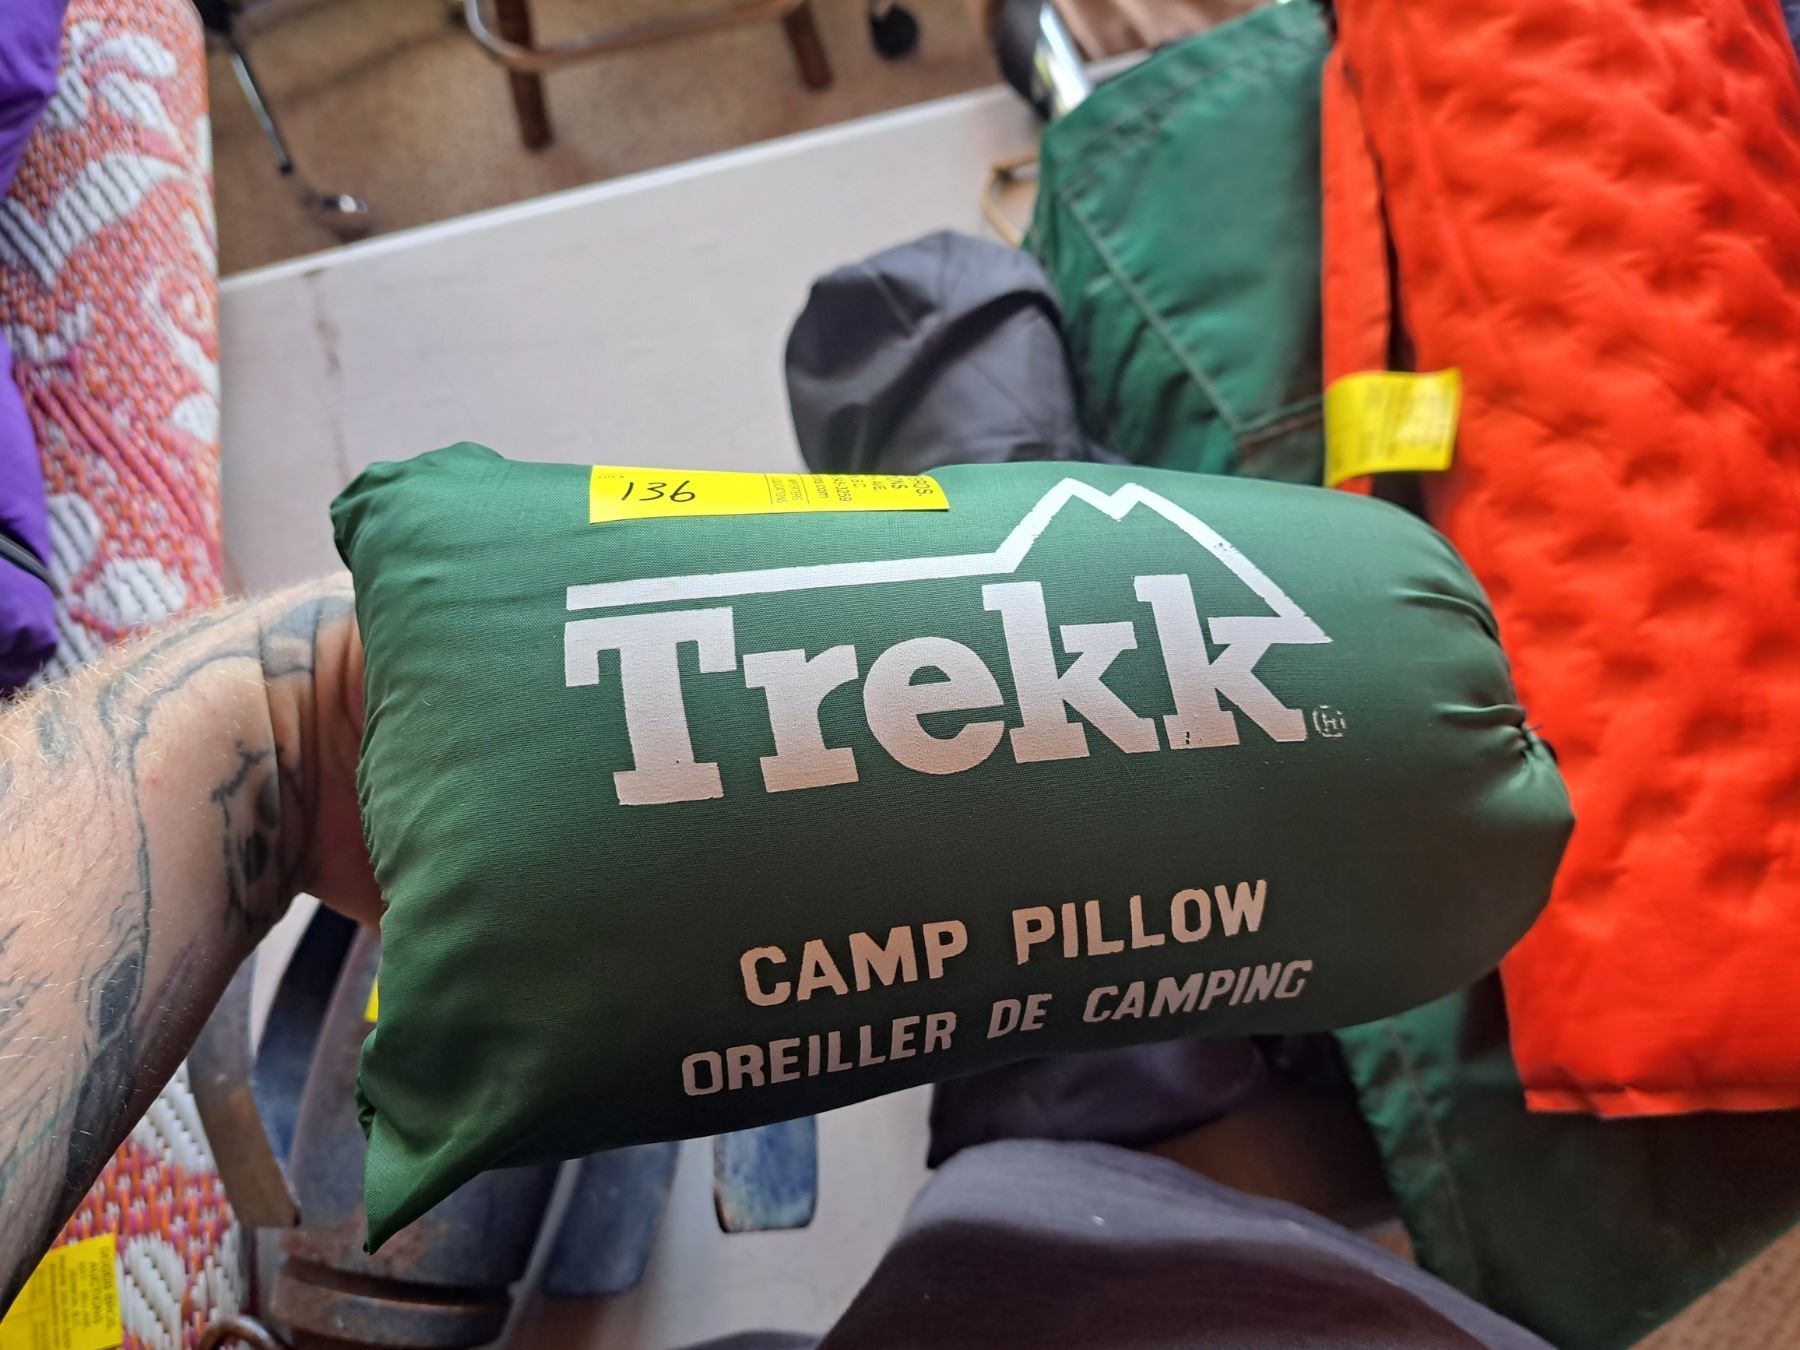 136
Trekk
CAMP PILLOW
OREILLER DE CAMPING